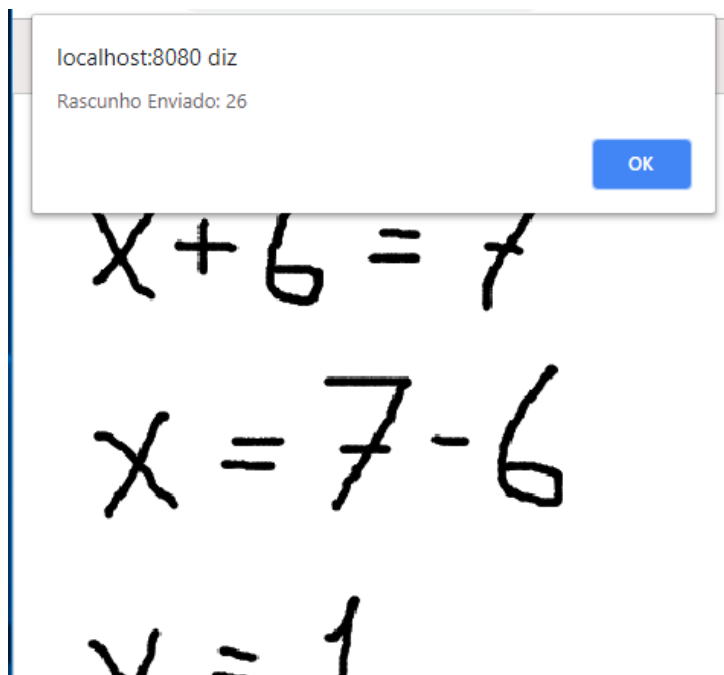 localhost:8080 diz
Rascunho Enviado: 26
OK
x + 6 = 7
x = 7 - 6
x = 1